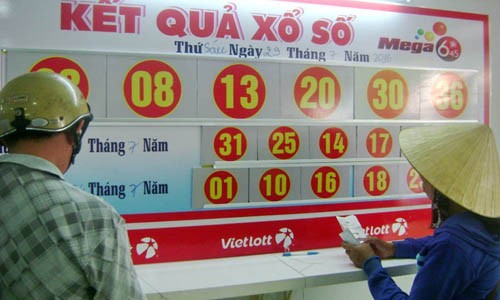 KẾT QUẢ XỔ SỐ
Thứ Sáu Ngày 29 Tháng 7 Năm 2016
Mega 6/45
08 13 20 30 36
Tháng 7 Năm
31 25 14 17
Tháng 7 Năm
01 10 16 18
Vietlott Vietlott